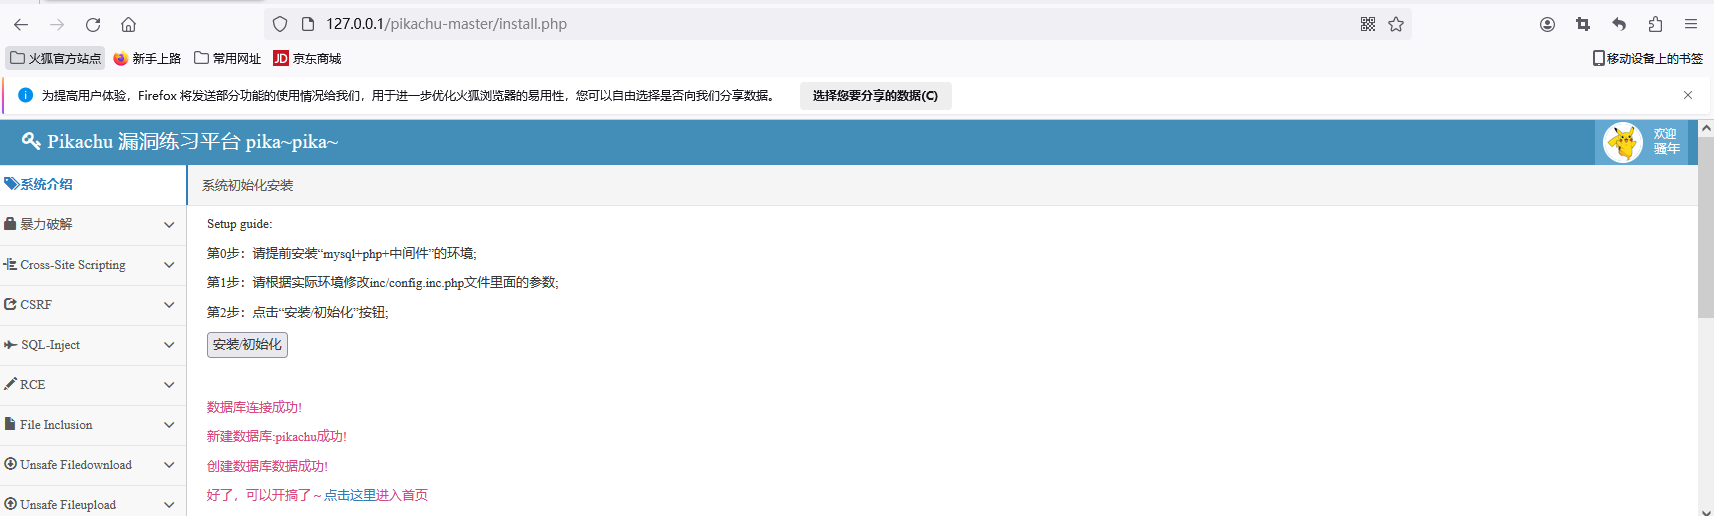 127.0.0.1/pikachu-master/install.php
火狐官方站点 新手上路 常用网址 JD 京东商城 移动设备上的书签
为提高用户体验，Firefox 将发送部分功能的使用情况给我们，用于进一步优化火狐浏览器的易用性，您可以自由选择是否向我们分享数据。 选择您要分享的数据(C)
Pikachu 漏洞练习平台 pika~pika~
欢迎
骚年
系统介绍
系统初始化安装
暴力破解
Cross-Site Scripting
CSRF
SQL-Inject
RCE
File Inclusion
Unsafe Filedownload
Unsafe Fileupload
Setup guide:
第0步：请提前安装“mysql+php+中间件”的环境;
第1步：请根据实际环境修改inc/config.inc.php文件里面的参数;
第2步：点击“安装/初始化”按钮;
安装/初始化
数据库连接成功!
新建数据库:pikachu成功!
创建数据库数据成功!
好了，可以开搞了～点击这里进入首页